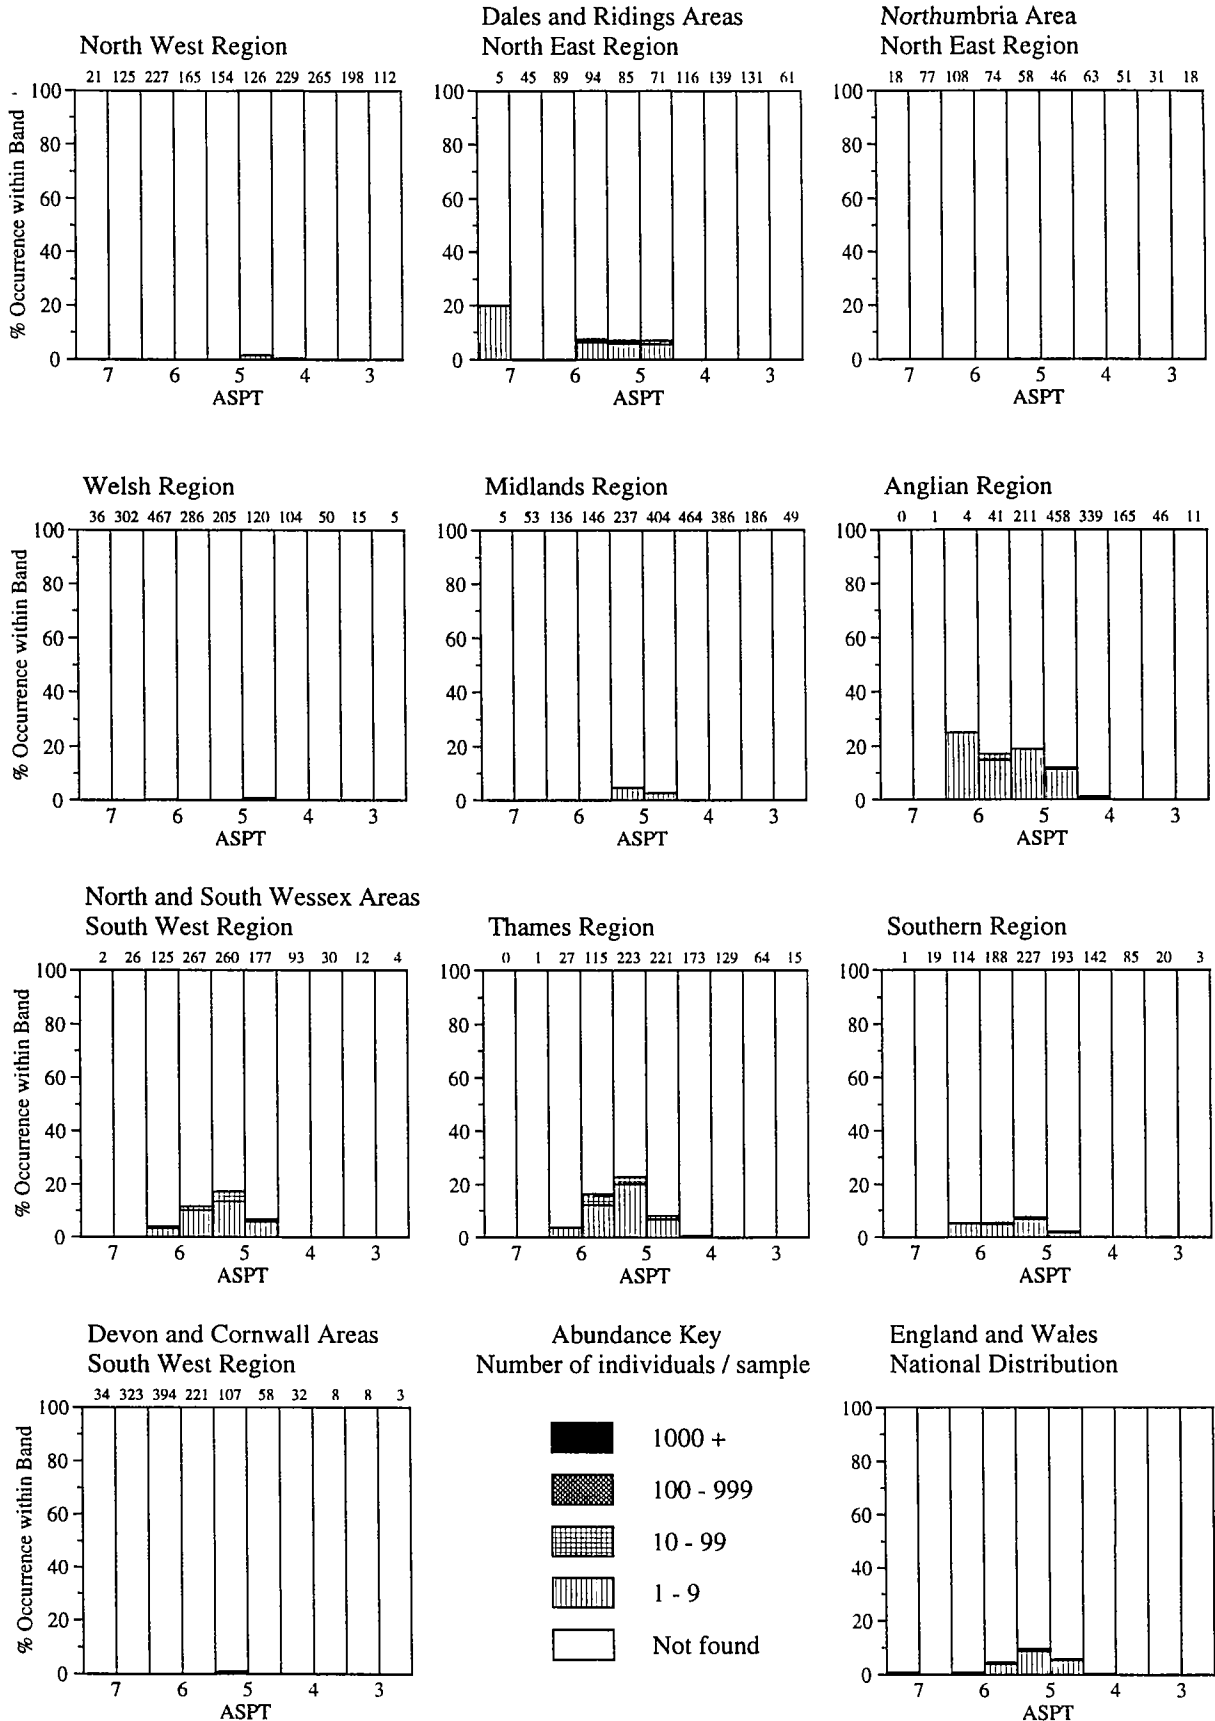 North West Region
21 125 227 165 154 126 229 265 198 112
% Occurrence within Band
100
80
60
40
20
0
7 6 5 4 3
ASPT
Dales and Ridings Areas
North East Region
5 45 89 94 85 71 116 139 131 61
100
80
60
40
20
0
7 6 5 4 3
ASPT
Northumbria Area
North East Region
18 77 108 74 58 46 63 51 31 18
100
80
60
40
20
0
7 6 5 4 3
ASPT
Welsh Region
36 302 467 286 205 120 104 50 15 5
% Occurrence within Band
100
80
60
40
20
0
7 6 5 4 3
ASPT
Midlands Region
5 53 136 146 237 404 464 386 186 49
100
80
60
40
20
0
7 6 5 4 3
ASPT
Anglian Region
0 1 4 41 211 458 339 165 46 11
100
80
60
40
20
0
7 6 5 4 3
ASPT
North and South Wessex Areas
South West Region
2 26 125 267 260 177 93 30 12 4
% Occurrence within Band
100
80
60
40
20
0
7 6 5 4 3
ASPT
Thames Region
0 1 27 115 223 221 173 129 64 15
100
80
60
40
20
0
7 6 5 4 3
ASPT
Southern Region
1 19 114 188 227 193 142 85 20 3
100
80
60
40
20
0
7 6 5 4 3
ASPT
Devon and Cornwall Areas
South West Region
34 323 394 221 107 58 32 8 8 3
% Occurrence within Band
100
80
60
40
20
0
7 6 5 4 3
ASPT
Abundance Key
Number of individuals / sample
1000 +
100 - 999
10 - 99
1 - 9
Not found
England and Wales
National Distribution
100
80
60
40
20
0
7 6 5 4 3
ASPT